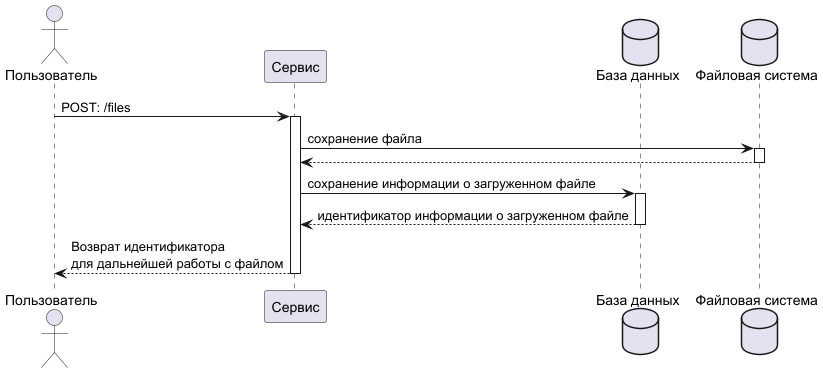 Пользователь
Сервис
База данных
Файловая система
POST: /files
сохранение файла
сохранение информации о загруженном файле
идентификатор информации о загруженном файле
Возврат идентификатора
для дальнейшей работы с файлом
Пользователь
Сервис
База данных
Файловая система